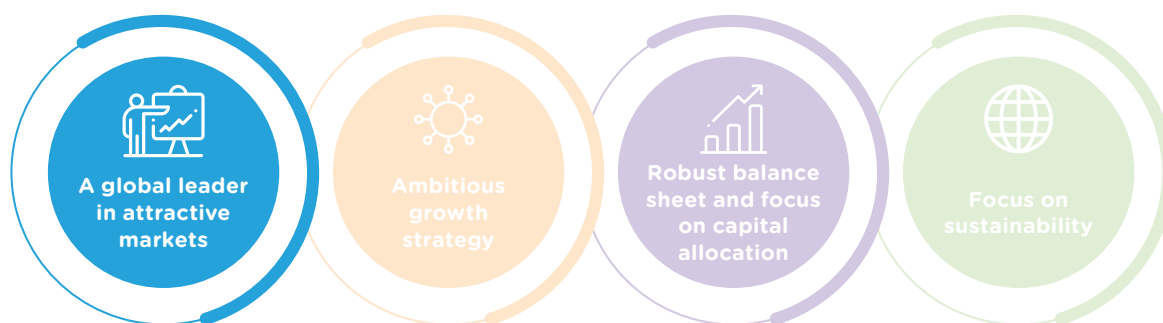 A global leader
in attractive
markets
Ambitious
growth
strategy
Robust balance
sheet and focus
on capital
allocation
Focus on
sustainability